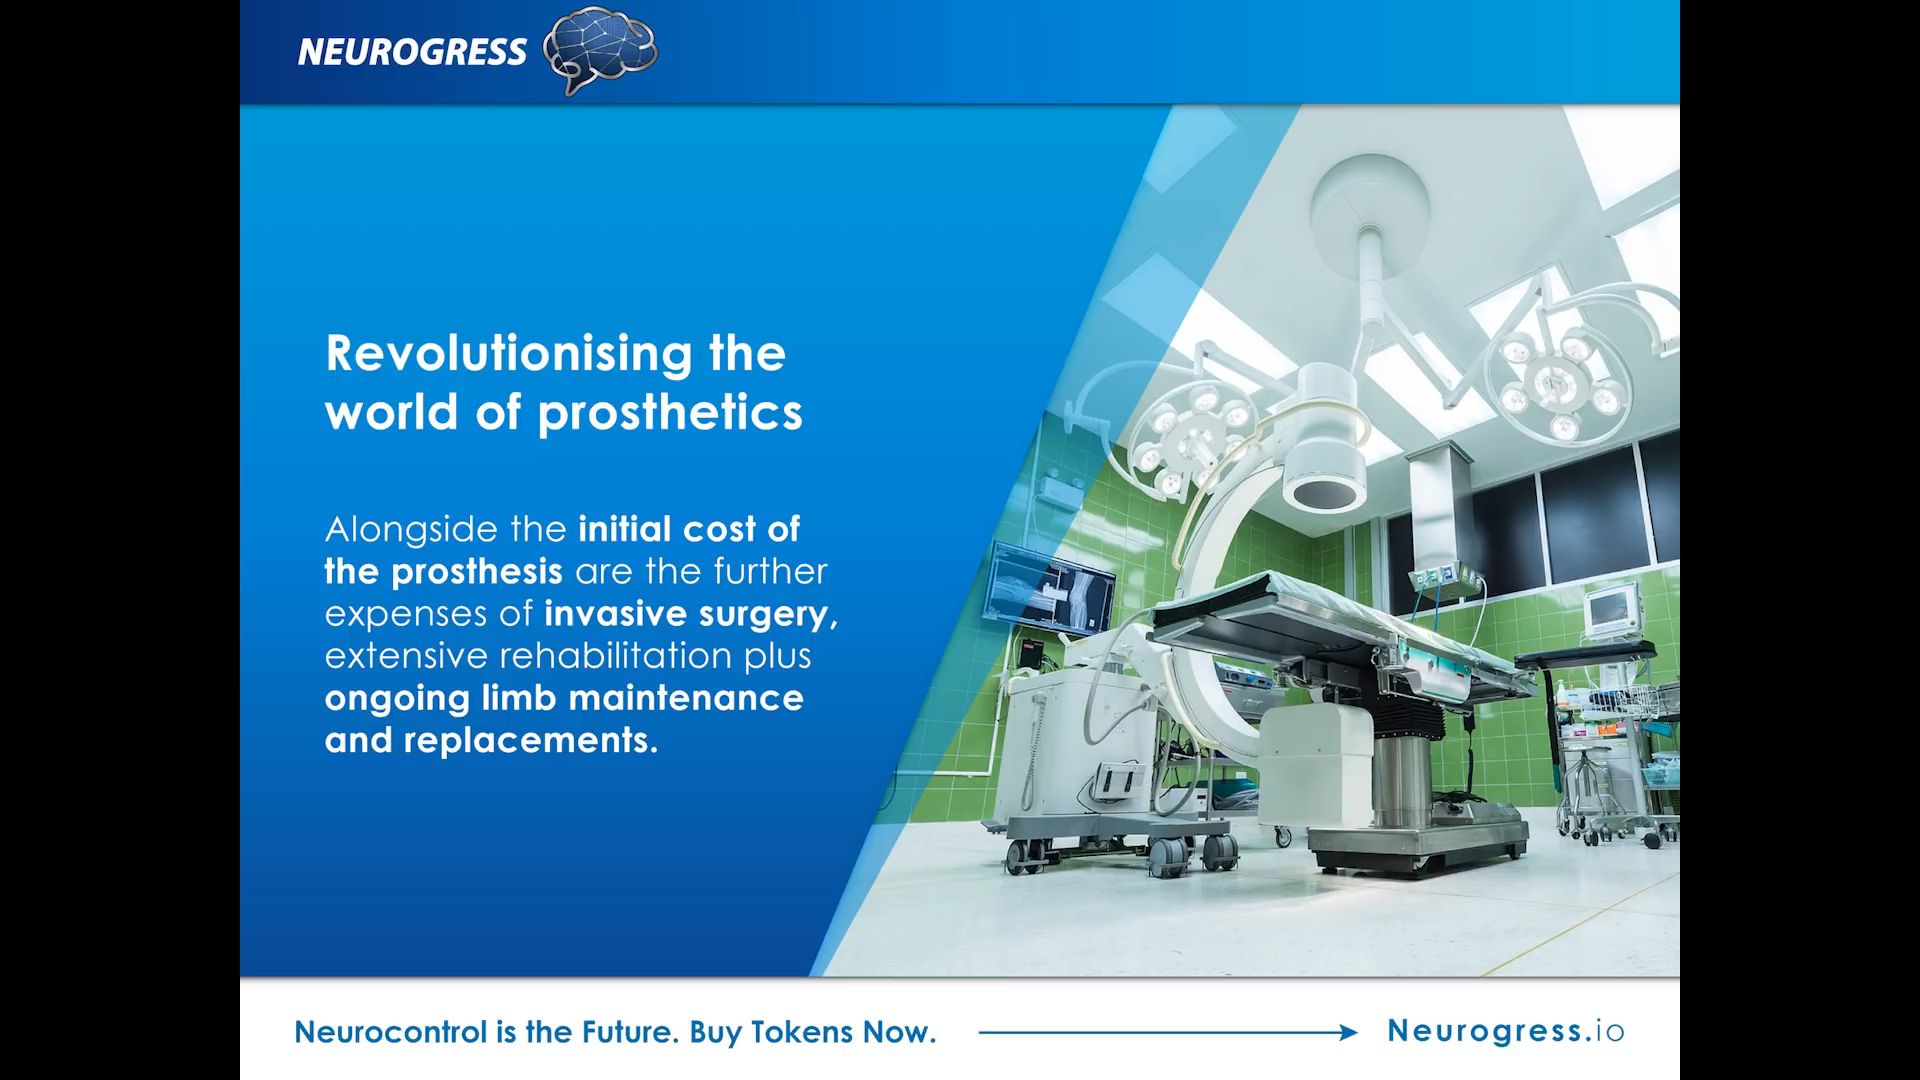 NEUROGRESS
Revolutionising the
world of prosthetics
Alongside the initial cost of
the prosthesis are the further
expenses of invasive surgery,
extensive rehabilitation plus
ongoing limb maintenance
and replacements.
Neurocontrol is the Future. Buy Tokens Now.
Neurogress.io